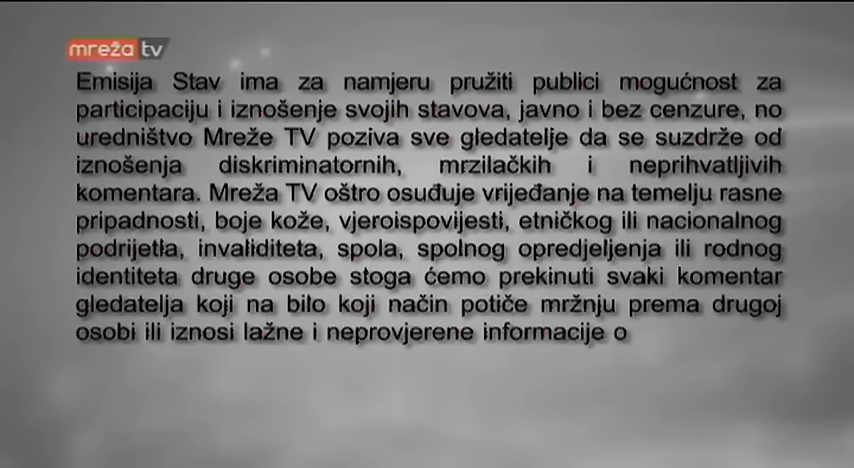 mreža tv
Emisija Stav ima za namjeru pružiti publici mogućnost za
participaciju i iznošenje svojih stavova, javno i bez cenzure, no
uredništvo Mreže TV poziva sve gledatelje da se suzdrže od
iznošenja diskriminatornih, mrzilačkih i neprihvatljivih
komentara. Mreža TV oštro osuđuje vrijeđanje na temelju rasne
pripadnosti, boje kože, vjeroispovijesti, etničkog ili nacionalnog
podrijetla, invaliditeta, spola, spolnog opredjeljenja ili rodnog
identiteta druge osobe stoga ćemo prekinuti svaki komentar
gledatelja koji na bilo koji način potiče mržnju prema drugoj
osobi ili iznosi lažne i neprovjerene informacije o